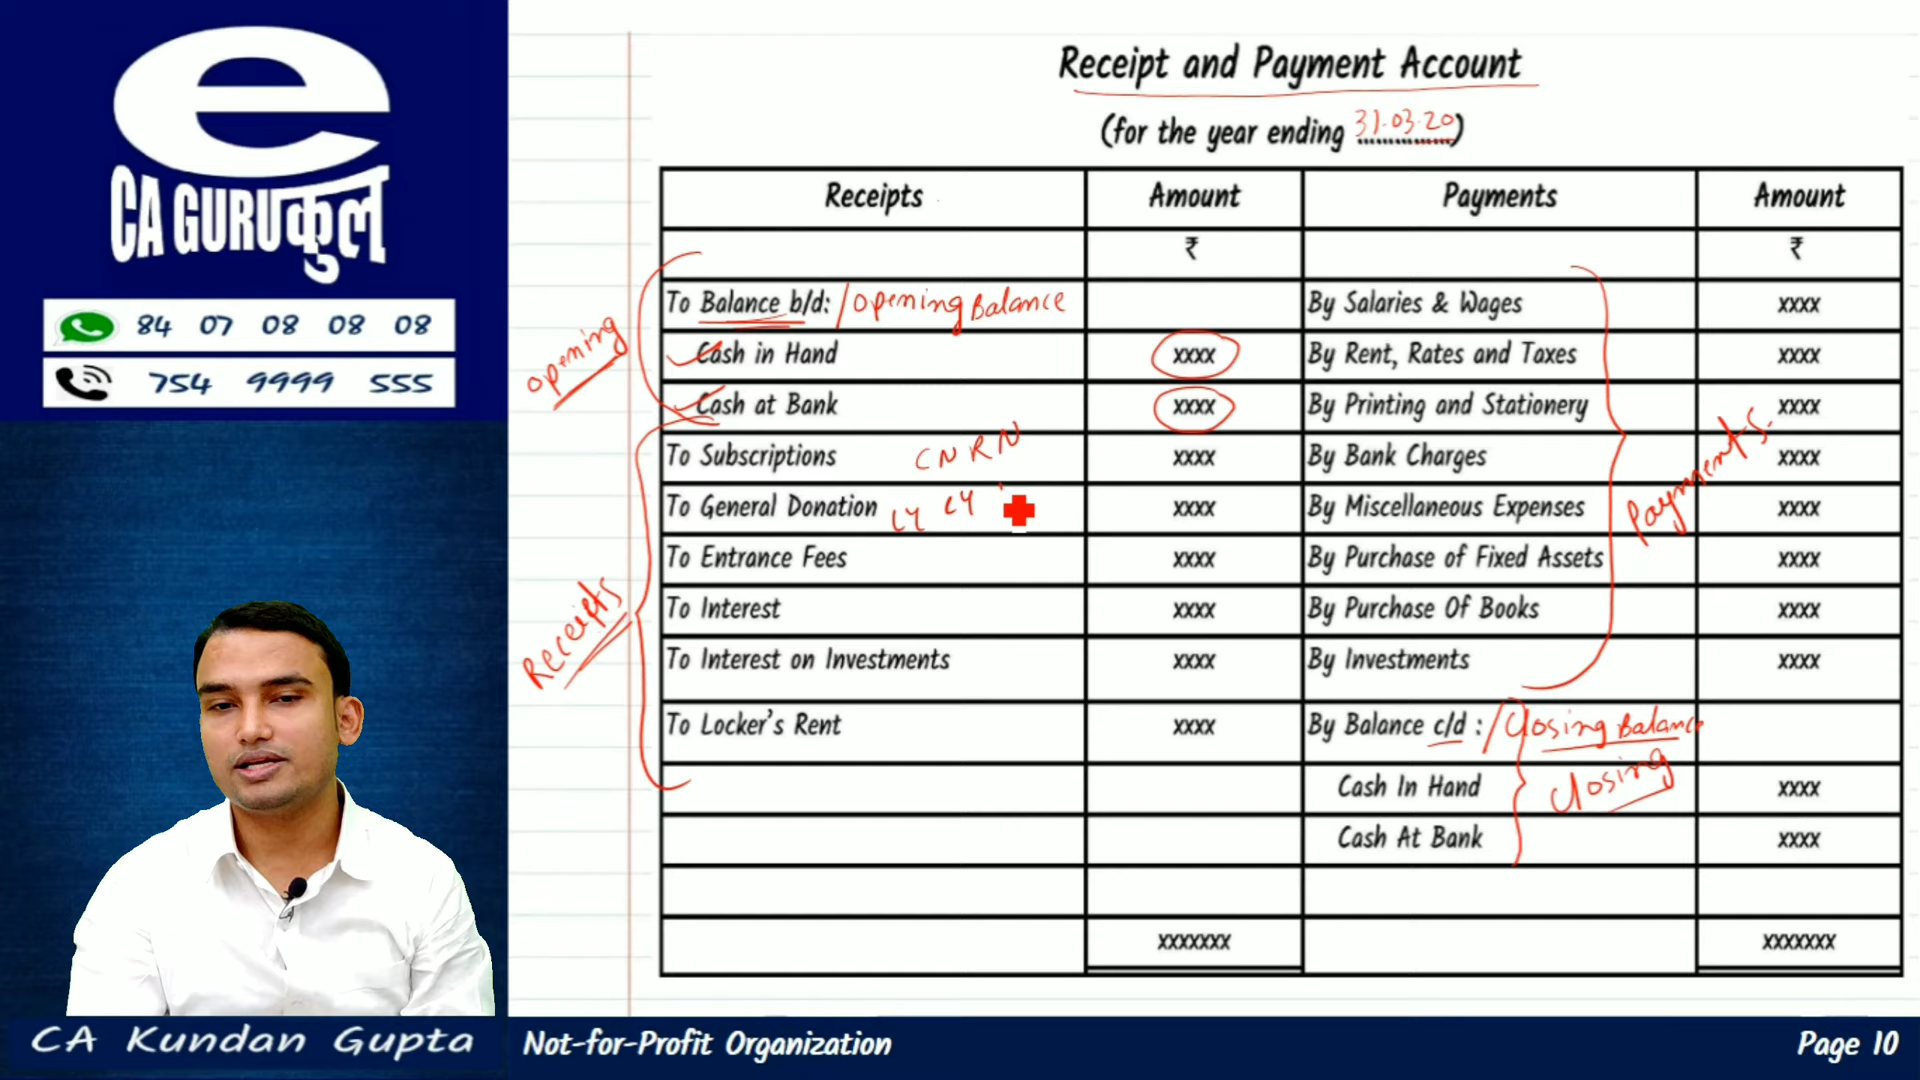 e
CA GURUकुल
84 07 08 08 08
754 9999 555
Receipt and Payment Account
(for the year ending 31.03.20)
Receipts Amount Payments Amount
₹ ₹
To Balance b/d: / Opening Balance By Salaries & Wages xxxx
Cash in Hand xxxx By Rent, Rates and Taxes xxxx
Opening
Cash at Bank xxxx By Printing and Stationery xxxx
To Subscriptions CNRN xxxx By Bank Charges xxxx
Payments.
To General Donation LY CY xxxx By Miscellaneous Expenses xxxx
To Entrance Fees xxxx By Purchase of Fixed Assets xxxx
To Interest xxxx By Purchase Of Books xxxx
Receipts
To Interest on Investments xxxx By Investments xxxx
To Locker's Rent xxxx By Balance c/d : / Closing Balance
Cash In Hand Closing xxxx
Cash At Bank xxxx
xxxxxxx xxxxxxx
CA Kundan Gupta Not-for-Profit Organization Page 10